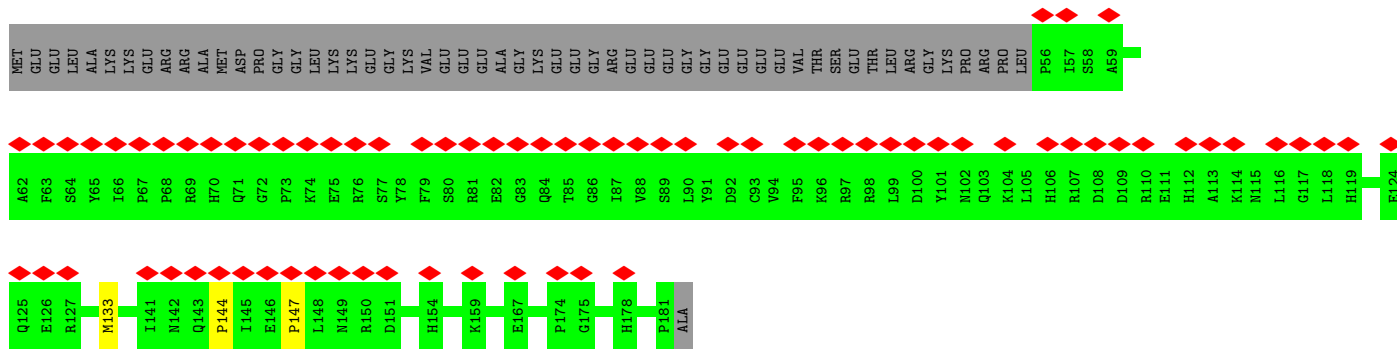 MET GLU GLU LEU ALA LYS LYS GLU ARG ARG ALA MET ASP PRO GLY GLY LEU LYS LYS GLU GLY LYS VAL GLU GLU GLU ALA GLY LYS GLU GLU GLY ARG GLU GLU GLU GLY GLY GLU GLU GLU GLU VAL THR SER GLU THR LEU ARG GLY LYS PRO ARG PRO LEU P56 I57 S58 A59
A62 F63 S64 Y65 I66 P67 P68 R69 H70 Q71 G72 P73 K74 E75 R76 S77 Y78 F79 S80 R81 E82 G83 Q84 T85 G86 I87 V88 S89 L90 Y91 D92 C93 V94 F95 K96 R97 R98 L99 D100 Y101 N102 Q103 K104 L105 H106 R107 D108 D109 R110 E111 H112 A113 K114 N115 L116 G117 L118 H119 E124
Q125 E126 R127 M133 I141 N142 Q143 P144 I145 E146 P147 L148 N149 R150 D151 H154 K159 E167 P174 G175 H178 P181 ALA